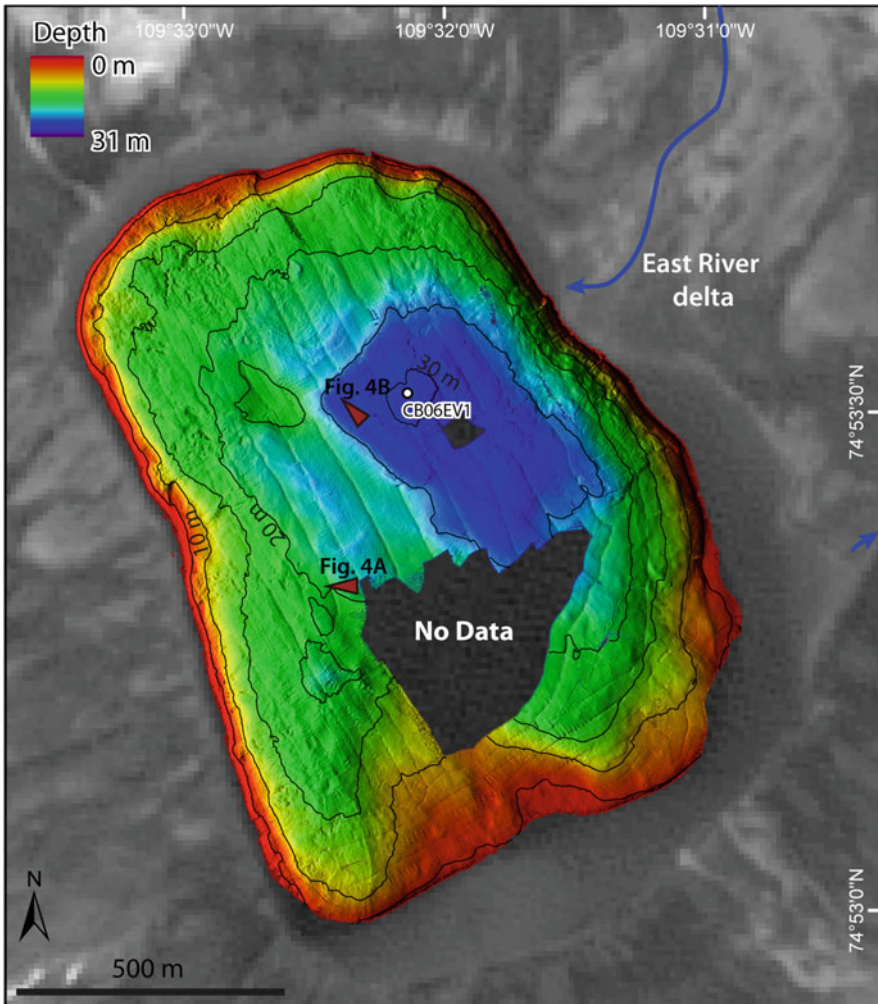 Depth
0 m
31 m
109°33'0"W
109°32'0"W
109°31'0"W
East River
delta
30 m
Fig. 4B
CB06EV1
74°53'30"N
10 m
20 m
Fig. 4A
No Data
74°53'0"N
N
500 m